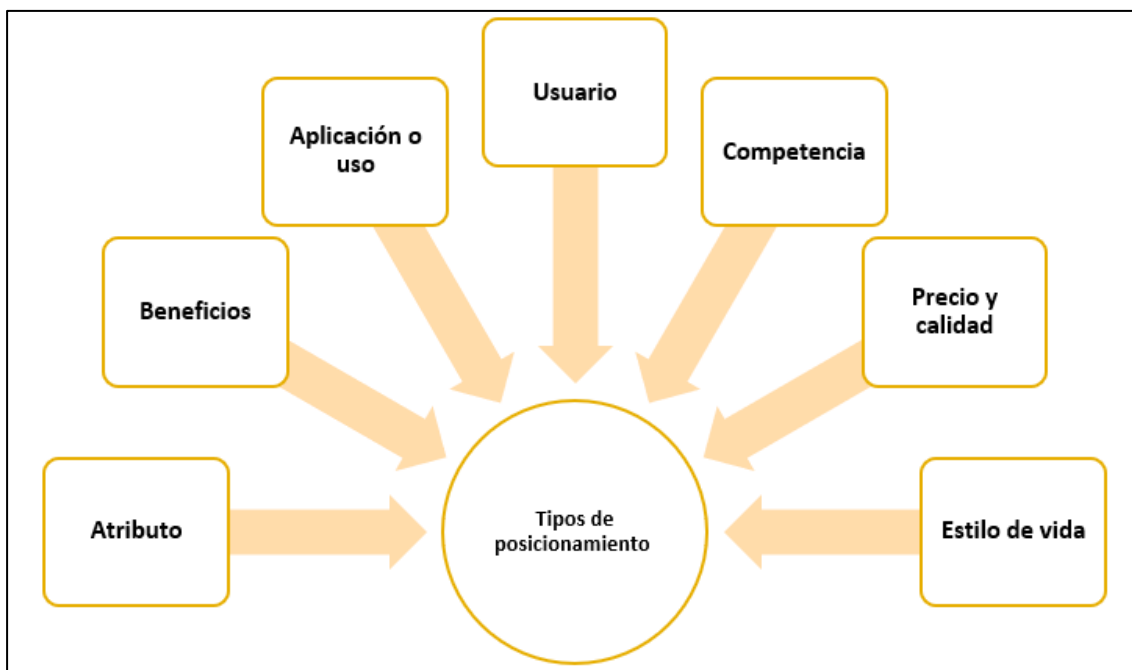 Usuario
Aplicación o
uso
Competencia
Beneficios
Precio y
calidad
Atributo
Tipos de
posicionamiento
Estilo de vida